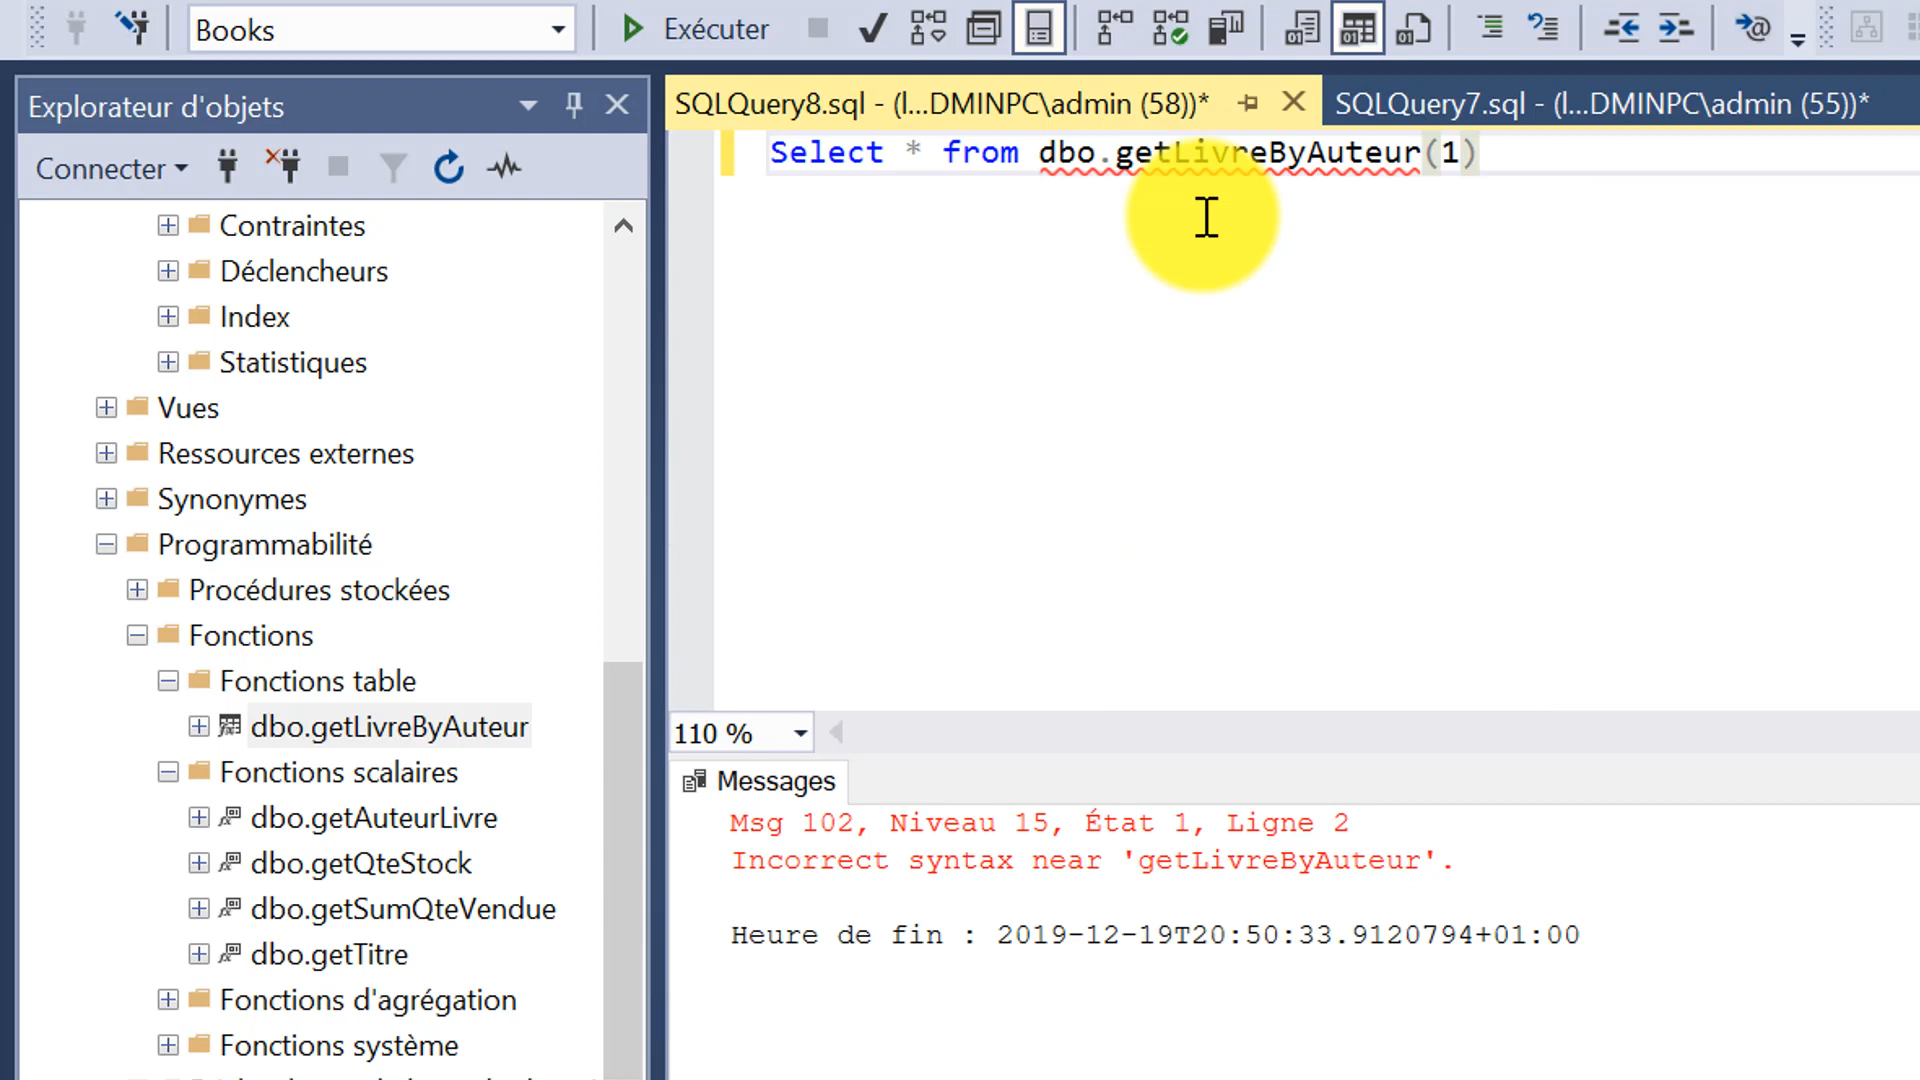 Books
Exécuter
Explorateur d'objets
SQLQuery8.sql - (l...DMINPC\admin (58))*
SQLQuery7.sql - (l...DMINPC\admin (55))*
Connecter
Select * from dbo.getLivreByAuteur(1)
Contraintes
Déclencheurs
Index
Statistiques
Vues
Ressources externes
Synonymes
Programmabilité
Procédures stockées
Fonctions
Fonctions table
dbo.getLivreByAuteur
Fonctions scalaires
dbo.getAuteurLivre
dbo.getQteStock
dbo.getSumQteVendue
dbo.getTitre
Fonctions d'agrégation
Fonctions système
110 %
Messages
Msg 102, Niveau 15, État 1, Ligne 2
Incorrect syntax near 'getLivreByAuteur'.
Heure de fin : 2019-12-19T20:50:33.9120794+01:00